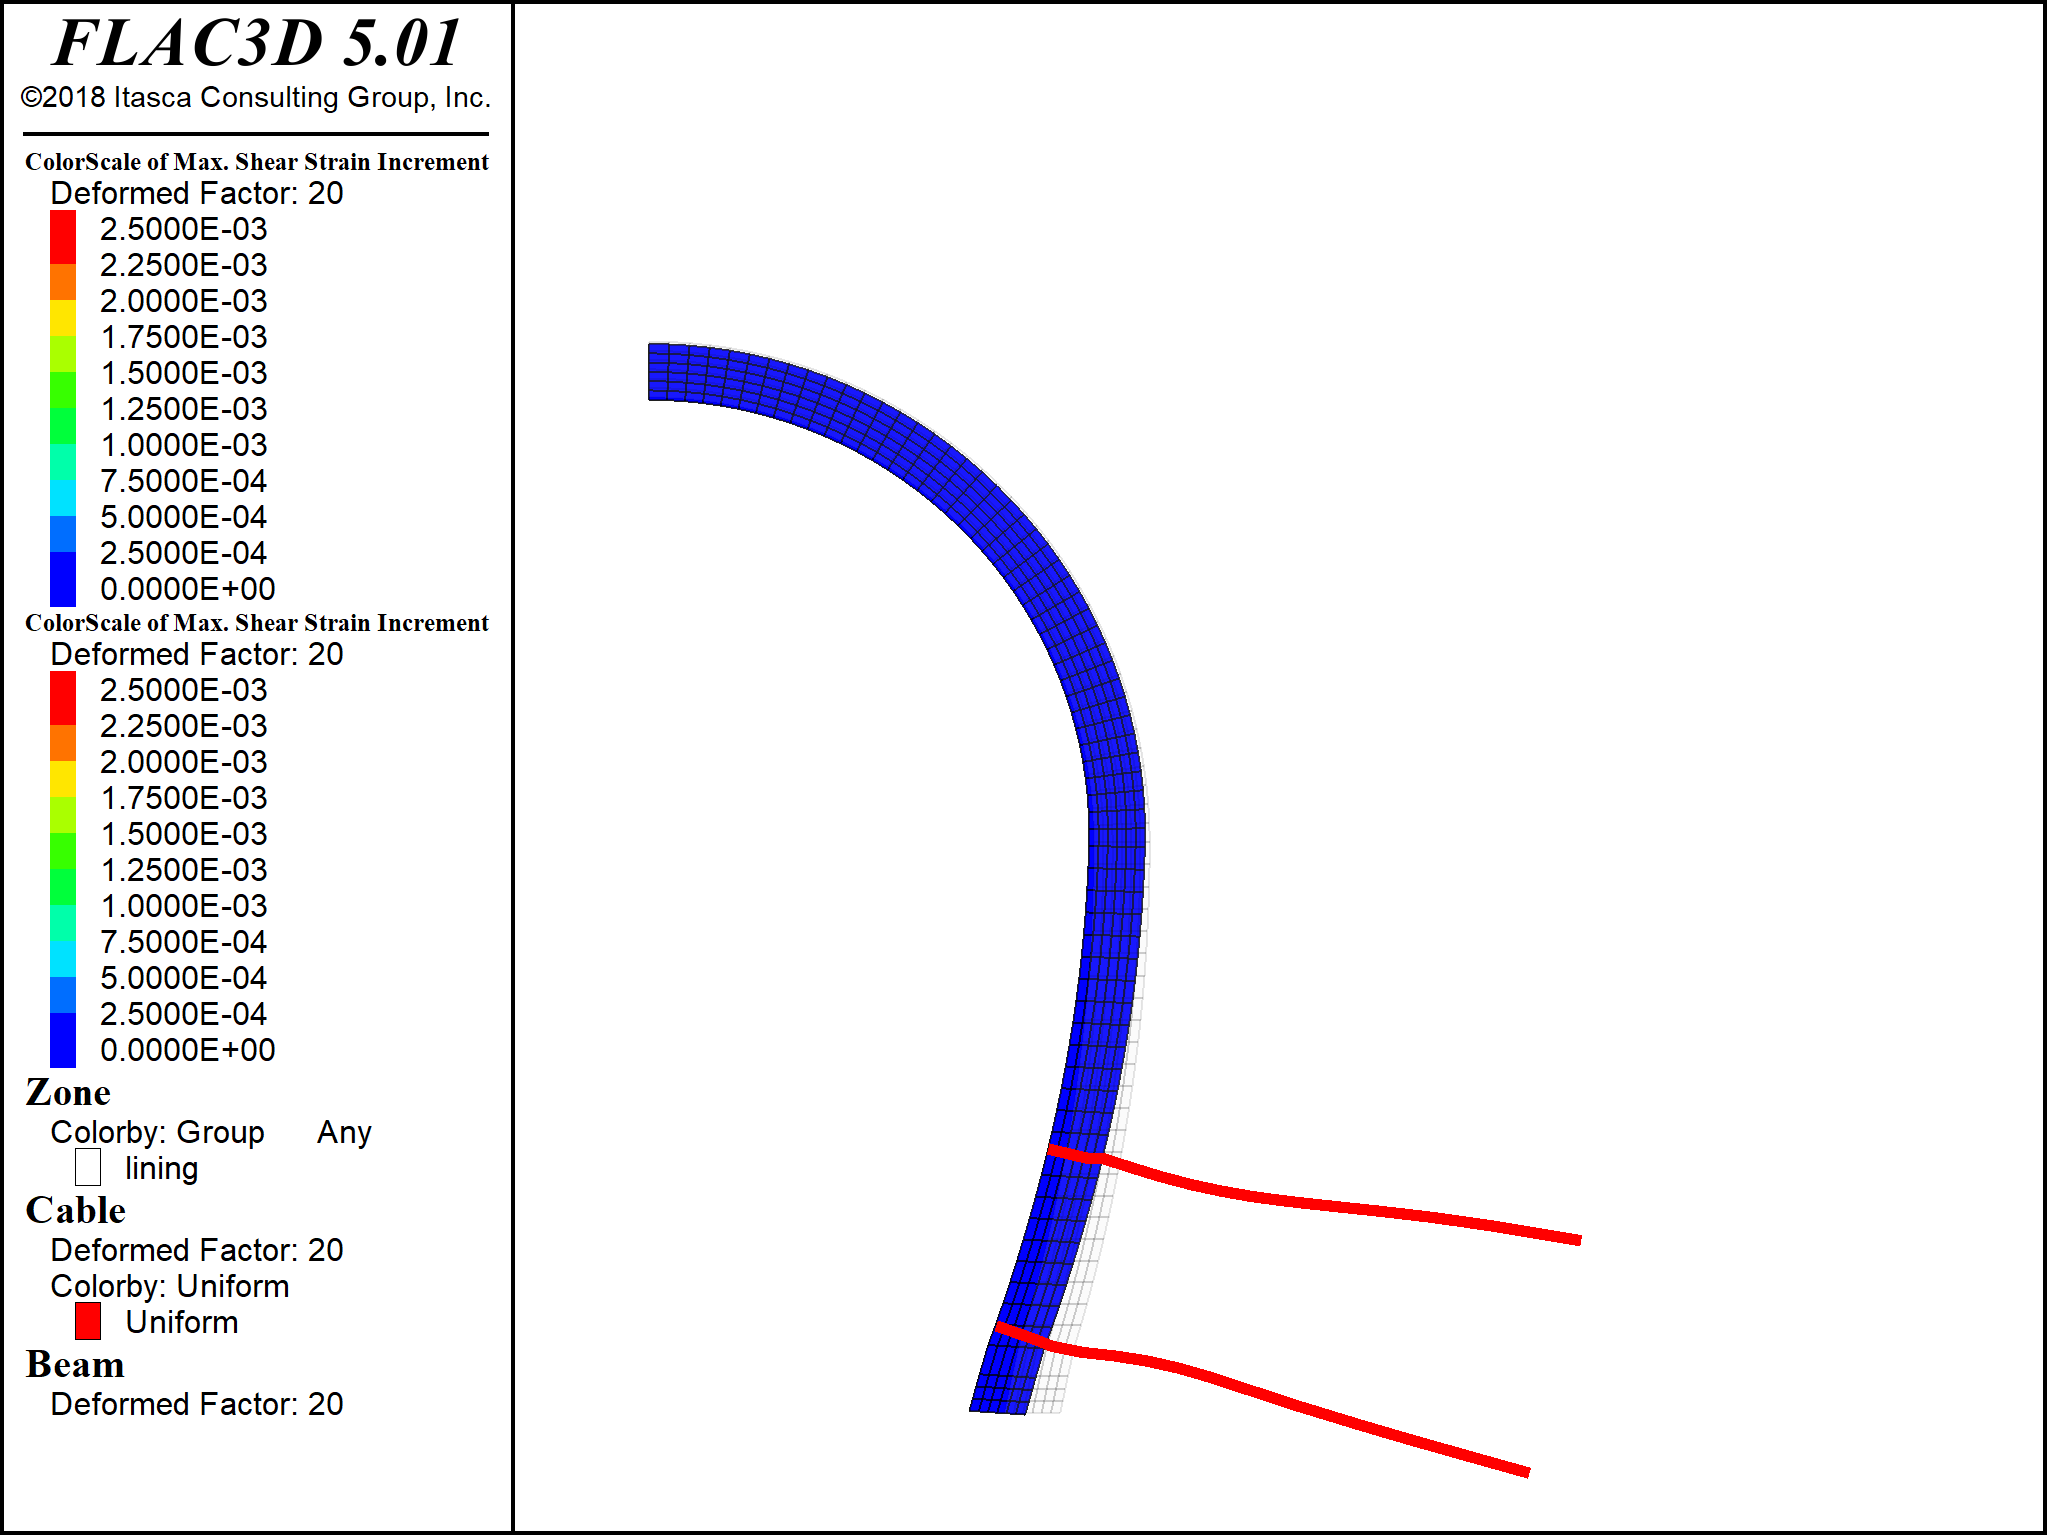 FLAC3D 5.01
©2018 Itasca Consulting Group, Inc.
ColorScale of Max. Shear Strain Increment
Deformed Factor: 20
2.5000E-03
2.2500E-03
2.0000E-03
1.7500E-03
1.5000E-03
1.2500E-03
1.0000E-03
7.5000E-04
5.0000E-04
2.5000E-04
0.0000E+00
ColorScale of Max. Shear Strain Increment
Deformed Factor: 20
2.5000E-03
2.2500E-03
2.0000E-03
1.7500E-03
1.5000E-03
1.2500E-03
1.0000E-03
7.5000E-04
5.0000E-04
2.5000E-04
0.0000E+00
Zone
Colorby: Group Any
lining
Cable
Deformed Factor: 20
Colorby: Uniform
Uniform
Beam
Deformed Factor: 20